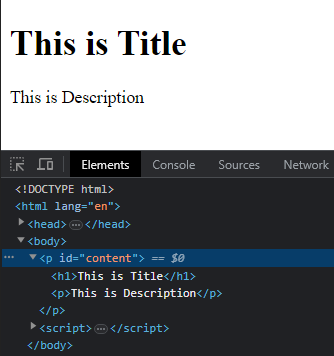 This is Title
This is Description
Elements Console Sources Network
<!DOCTYPE html>
<html lang="en">
<head>…</head>
<body>
… <p id="content"> == $0
<h1>This is Title</h1>
<p>This is Description</p>
</p>
<script>…</script>
</body>